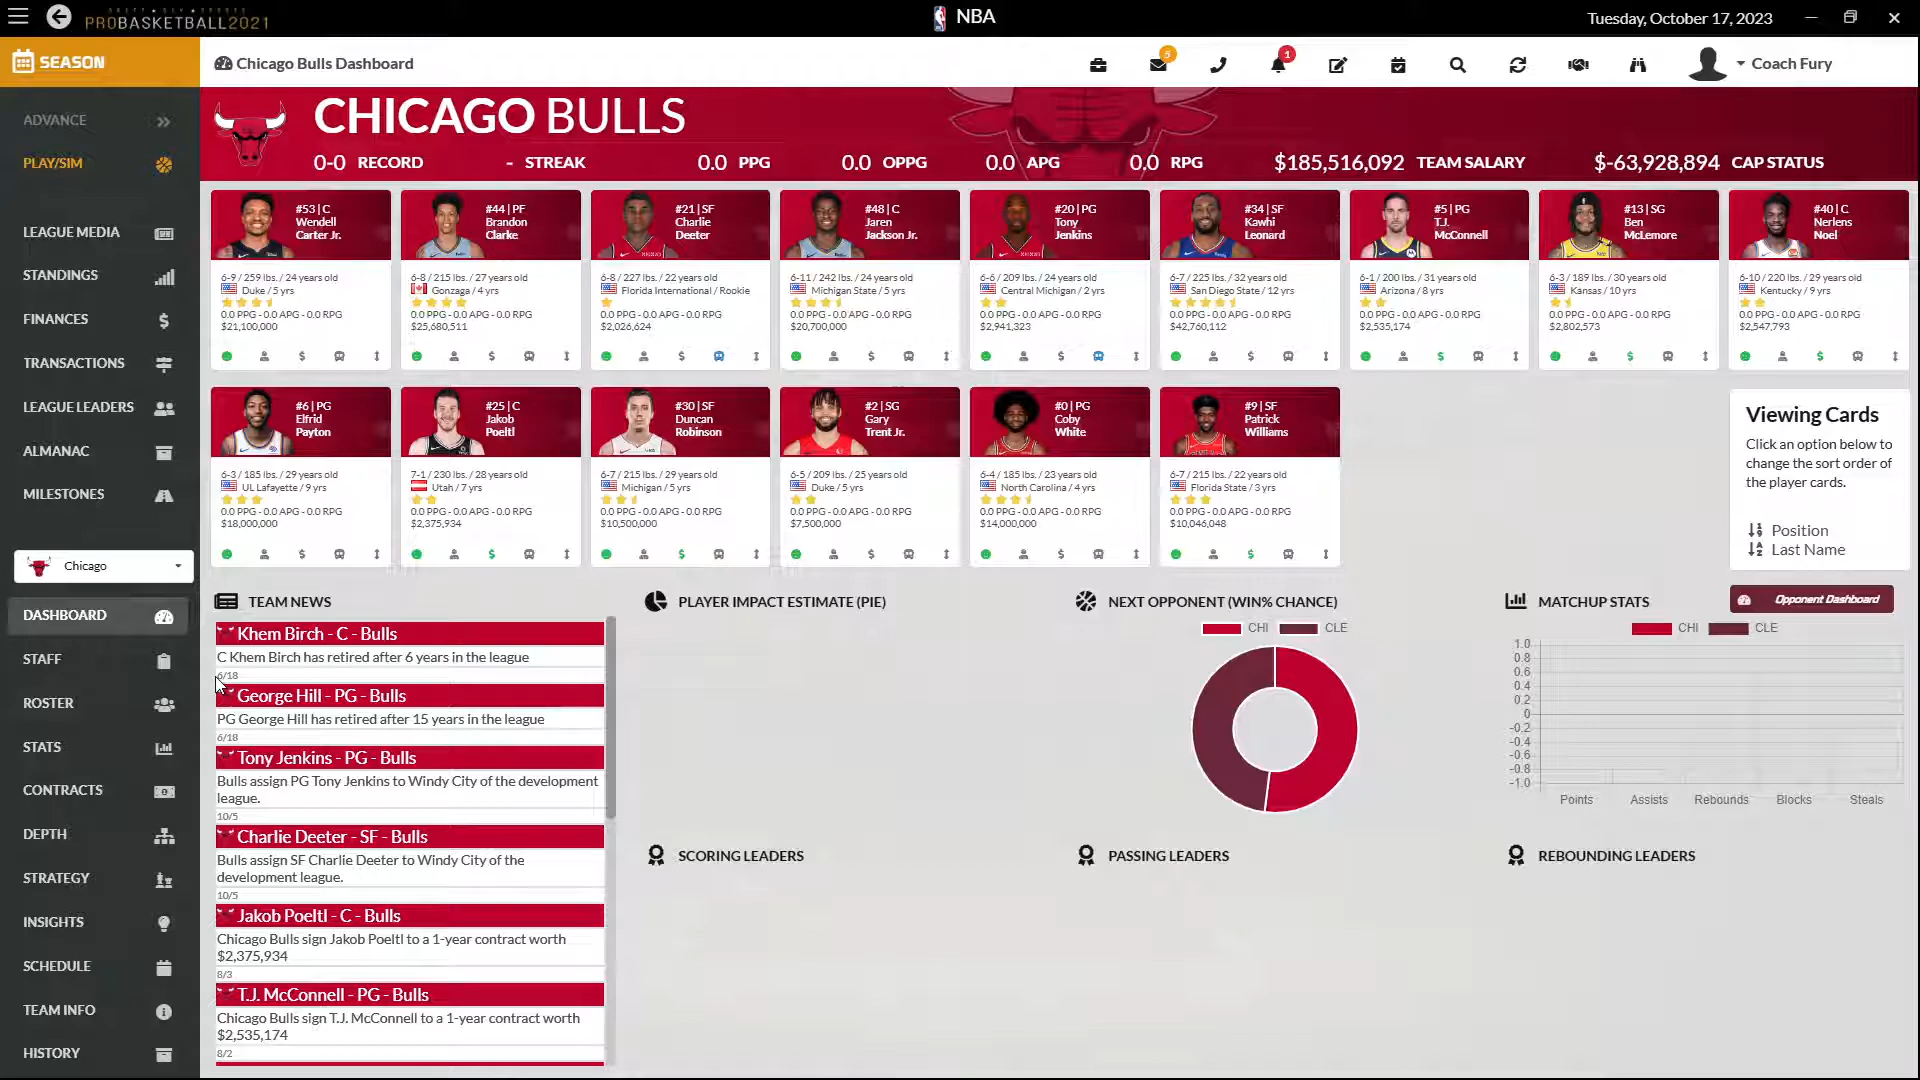 DRAFT DAY SPORTS
PROBASKETBALL2021
NBA
Tuesday, October 17, 2023
SEASON
Chicago Bulls Dashboard
5
1
Coach Fury
CHICAGO BULLS
0-0 RECORD
- STREAK
0.0 PPG
0.0 OPPG
0.0 APG
0.0 RPG
$185,516,092 TEAM SALARY
$-63,928,894 CAP STATUS
ADVANCE
PLAY/SIM
LEAGUE MEDIA
STANDINGS
FINANCES
TRANSACTIONS
LEAGUE LEADERS
ALMANAC
MILESTONES
Chicago
DASHBOARD
STAFF
ROSTER
STATS
CONTRACTS
DEPTH
STRATEGY
INSIGHTS
SCHEDULE
TEAM INFO
HISTORY
#53 | C
Wendell
Carter Jr.
6-9 / 259 lbs. / 24 years old
Duke / 5 yrs
0.0 PPG - 0.0 APG - 0.0 RPG
$21,100,000
#44 | PF
Brandon
Clarke
6-8 / 215 lbs. / 27 years old
Gonzaga / 4 yrs
0.0 PPG - 0.0 APG - 0.0 RPG
$25,680,511
#21 | SF
Charlie
Deeter
6-8 / 227 lbs. / 22 years old
Florida International / Rookie
0.0 PPG - 0.0 APG - 0.0 RPG
$2,026,624
#48 | C
Jaren
Jackson Jr.
6-11 / 242 lbs. / 24 years old
Michigan State / 5 yrs
0.0 PPG - 0.0 APG - 0.0 RPG
$20,700,000
#20 | PG
Tony
Jenkins
6-6 / 209 lbs. / 24 years old
Central Michigan / 2 yrs
0.0 PPG - 0.0 APG - 0.0 RPG
$2,941,323
#34 | SF
Kawhi
Leonard
6-7 / 225 lbs. / 32 years old
San Diego State / 12 yrs
0.0 PPG - 0.0 APG - 0.0 RPG
$42,760,112
#5 | PG
T.J.
McConnell
6-1 / 200 lbs. / 31 years old
Arizona / 8 yrs
0.0 PPG - 0.0 APG - 0.0 RPG
$2,535,174
#13 | SG
Ben
McLemore
6-3 / 189 lbs. / 30 years old
Kansas / 10 yrs
0.0 PPG - 0.0 APG - 0.0 RPG
$2,802,573
#40 | C
Nerlens
Noel
6-10 / 220 lbs. / 29 years old
Kentucky / 9 yrs
0.0 PPG - 0.0 APG - 0.0 RPG
$2,547,793
#6 | PG
Elfrid
Payton
6-3 / 185 lbs. / 29 years old
UL Lafayette / 9 yrs
0.0 PPG - 0.0 APG - 0.0 RPG
$18,000,000
#25 | C
Jakob
Poeltl
7-1 / 230 lbs. / 28 years old
Utah / 7 yrs
0.0 PPG - 0.0 APG - 0.0 RPG
$2,375,934
#30 | SF
Duncan
Robinson
6-7 / 215 lbs. / 29 years old
Michigan / 5 yrs
0.0 PPG - 0.0 APG - 0.0 RPG
$10,500,000
#2 | SG
Gary
Trent Jr.
6-5 / 209 lbs. / 25 years old
Duke / 5 yrs
0.0 PPG - 0.0 APG - 0.0 RPG
$7,500,000
#0 | PG
Coby
White
6-4 / 185 lbs. / 23 years old
North Carolina / 4 yrs
0.0 PPG - 0.0 APG - 0.0 RPG
$14,000,000
#9 | SF
Patrick
Williams
6-7 / 215 lbs. / 22 years old
Florida State / 3 yrs
0.0 PPG - 0.0 APG - 0.0 RPG
$10,046,048
Viewing Cards
Click an option below to
change the sort order of
the player cards.
Position
Last Name
TEAM NEWS
Khem Birch - C - Bulls
C Khem Birch has retired after 6 years in the league
6/18
George Hill - PG - Bulls
PG George Hill has retired after 15 years in the league
6/18
Tony Jenkins - PG - Bulls
Bulls assign PG Tony Jenkins to Windy City of the development
league.
10/5
Charlie Deeter - SF - Bulls
Bulls assign SF Charlie Deeter to Windy City of the
development league.
10/5
Jakob Poeltl - C - Bulls
Chicago Bulls sign Jakob Poeltl to a 1-year contract worth
$2,375,934
8/3
T.J. McConnell - PG - Bulls
Chicago Bulls sign T.J. McConnell to a 1-year contract worth
$2,535,174
8/2
PLAYER IMPACT ESTIMATE (PIE)
NEXT OPPONENT (WIN% CHANCE)
CHI
CLE
MATCHUP STATS
Opponent Dashboard
CHI
CLE
1.0
0.8
0.6
0.4
0.2
0
-0.2
-0.4
-0.6
-0.8
-1.0
Points
Assists
Rebounds
Blocks
Steals
SCORING LEADERS
PASSING LEADERS
REBOUNDING LEADERS